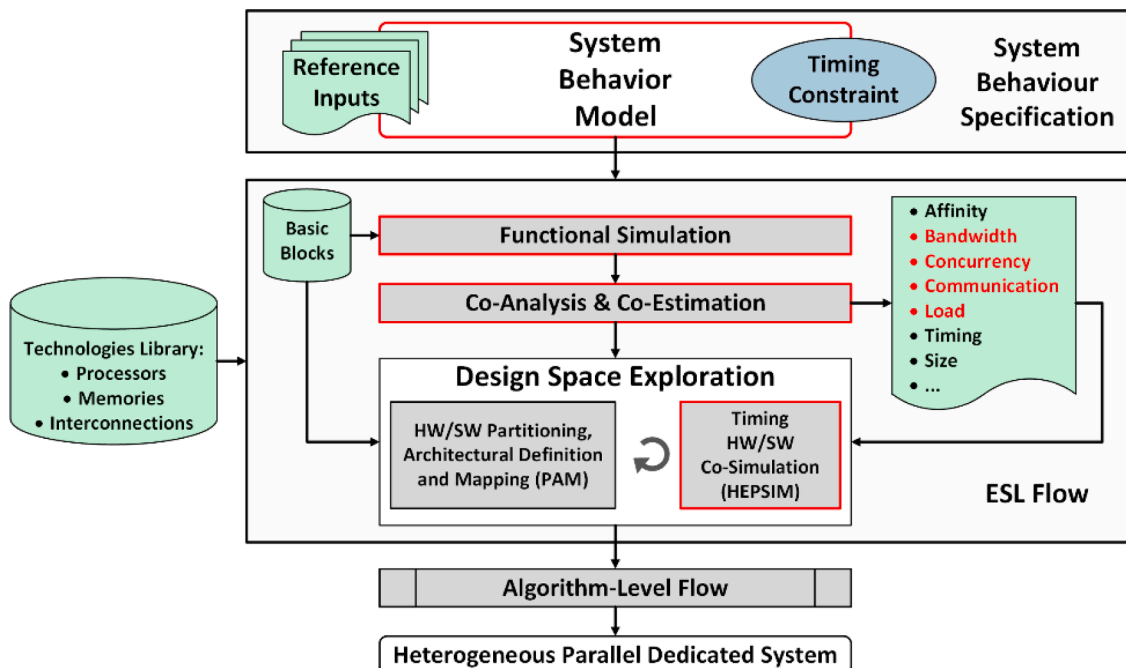 Reference
Inputs
System
Behavior
Model
Timing
Constraint
System
Behaviour
Specification
Basic
Blocks
Functional Simulation
Co-Analysis & Co-Estimation
• Affinity
• Bandwidth
• Concurrency
• Communication
• Load
• Timing
• Size
• ...
Technologies Library:
• Processors
• Memories
• Interconnections
Design Space Exploration
HW/SW Partitioning,
Architectural Definition
and Mapping (PAM)
Timing
HW/SW
Co-Simulation
(HEPSIM)
ESL Flow
Algorithm-Level Flow
Heterogeneous Parallel Dedicated System